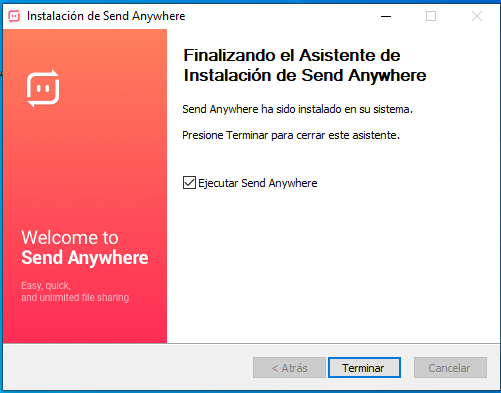 Instalación de Send Anywhere
Finalizando el Asistente de
Instalación de Send Anywhere
Send Anywhere ha sido instalado en su sistema.
Presione Terminar para cerrar este asistente.
Ejecutar Send Anywhere
Welcome to
Send Anywhere
Easy, quick,
and unlimited file sharing
< Atrás
Terminar
Cancelar